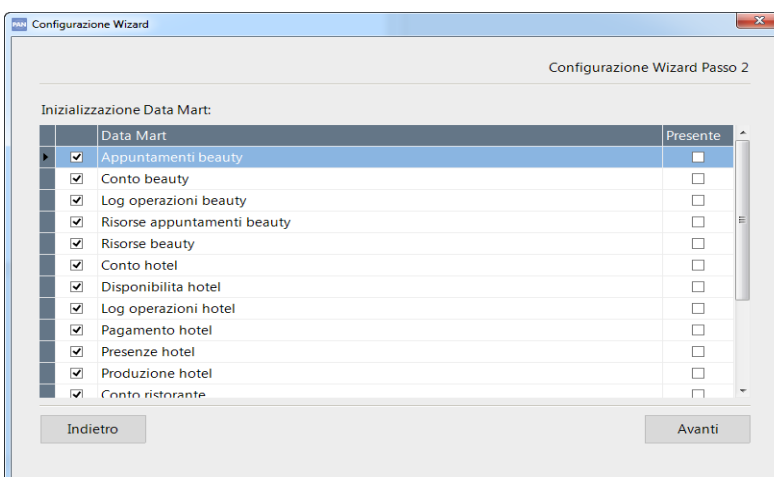 PAN Configurazione Wizard
Configurazione Wizard Passo 2
Inizializzazione Data Mart:
Data Mart Presente
Appuntamenti beauty
Conto beauty
Log operazioni beauty
Risorse appuntamenti beauty
Risorse beauty
Conto hotel
Disponibilita hotel
Log operazioni hotel
Pagamento hotel
Presenze hotel
Produzione hotel
Conto ristorante
Indietro Avanti